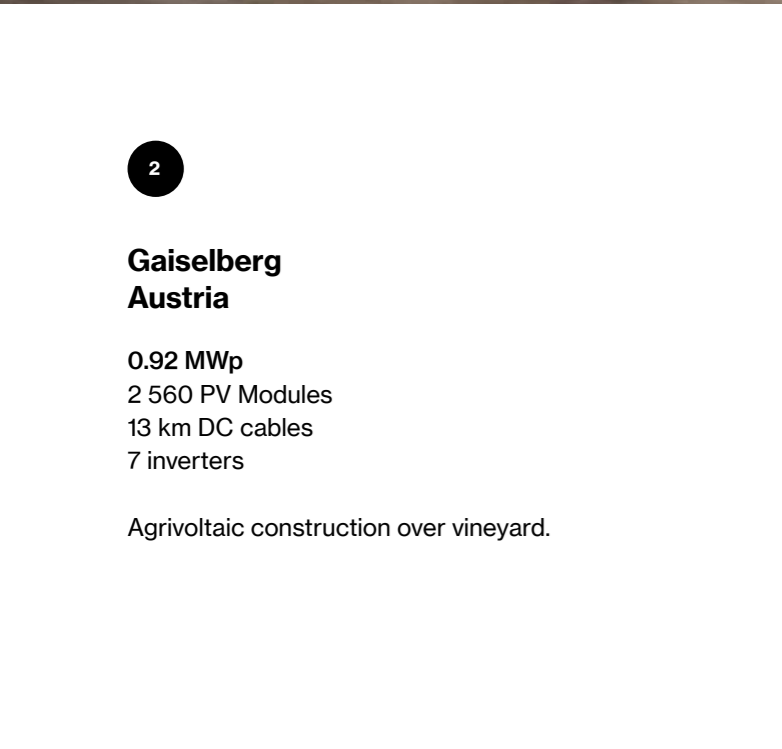 2
Gaiselberg
Austria
0.92 MWp
2 560 PV Modules
13 km DC cables
7 inverters
Agrivoltaic construction over vineyard.